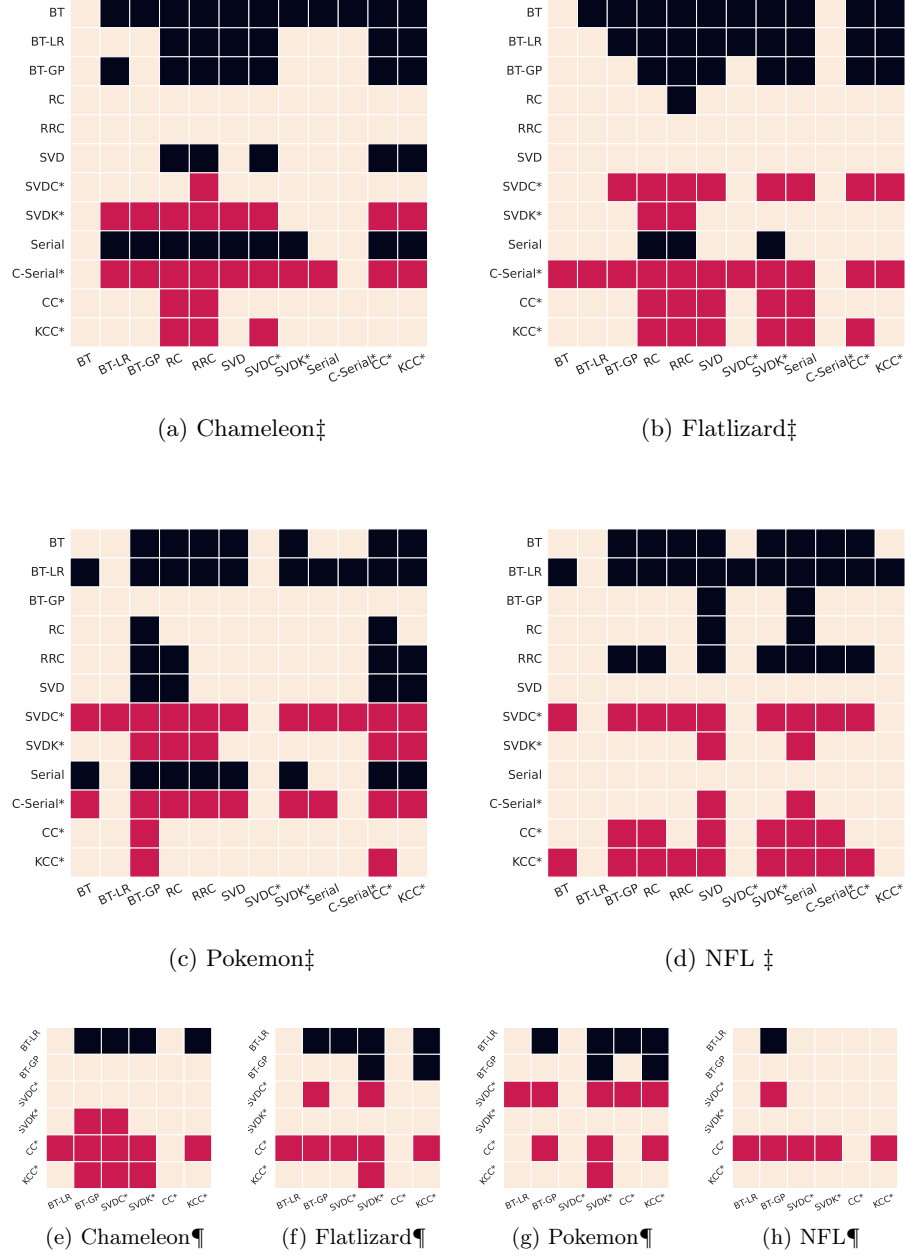 BT
BT-LR
BT-GP
RC
RRC
SVD
SVDC*
SVDK*
Serial
C-Serial*
CC*
KCC*
BT BT-LR BT-GP RC RRC SVD SVDC* SVDK* Serial C-Serial* CC* KCC*
(a) Chameleon‡
BT BT-LR BT-GP RC RRC SVD SVDC* SVDK* Serial C-Serial* CC* KCC*
(b) Flatlizard‡
BT
BT-LR
BT-GP
RC
RRC
SVD
SVDC*
SVDK*
Serial
C-Serial*
CC*
KCC*
BT BT-LR BT-GP RC RRC SVD SVDC* SVDK* Serial C-Serial* CC* KCC*
(c) Pokemon‡
BT
BT-LR
BT-GP
RC
RRC
SVD
SVDC*
SVDK*
Serial
C-Serial*
CC*
KCC*
BT BT-LR BT-GP RC RRC SVD SVDC* SVDK* Serial C-Serial* CC* KCC*
(d) NFL ‡
BT-LR
BT-GP
SVDC*
SVDK*
CC*
KCC*
BT-LR BT-GP SVDC* SVDK* CC* KCC*
(e) Chameleon¶
BT-LR
BT-GP
SVDC*
SVDK*
CC*
KCC*
BT-LR BT-GP SVDC* SVDK* CC* KCC*
(f) Flatlizard¶
BT-LR
BT-GP
SVDC*
SVDK*
CC*
KCC*
BT-LR BT-GP SVDC* SVDK* CC* KCC*
(g) Pokemon¶
BT-LR
BT-GP
SVDC*
SVDK*
CC*
KCC*
BT-LR BT-GP SVDC* SVDK* CC* KCC*
(h) NFL¶
BT
BT-LR
BT-GP
RC
RRC
SVD
SVDC*
SVDK*
Serial
C-Serial*
CC*
KCC*